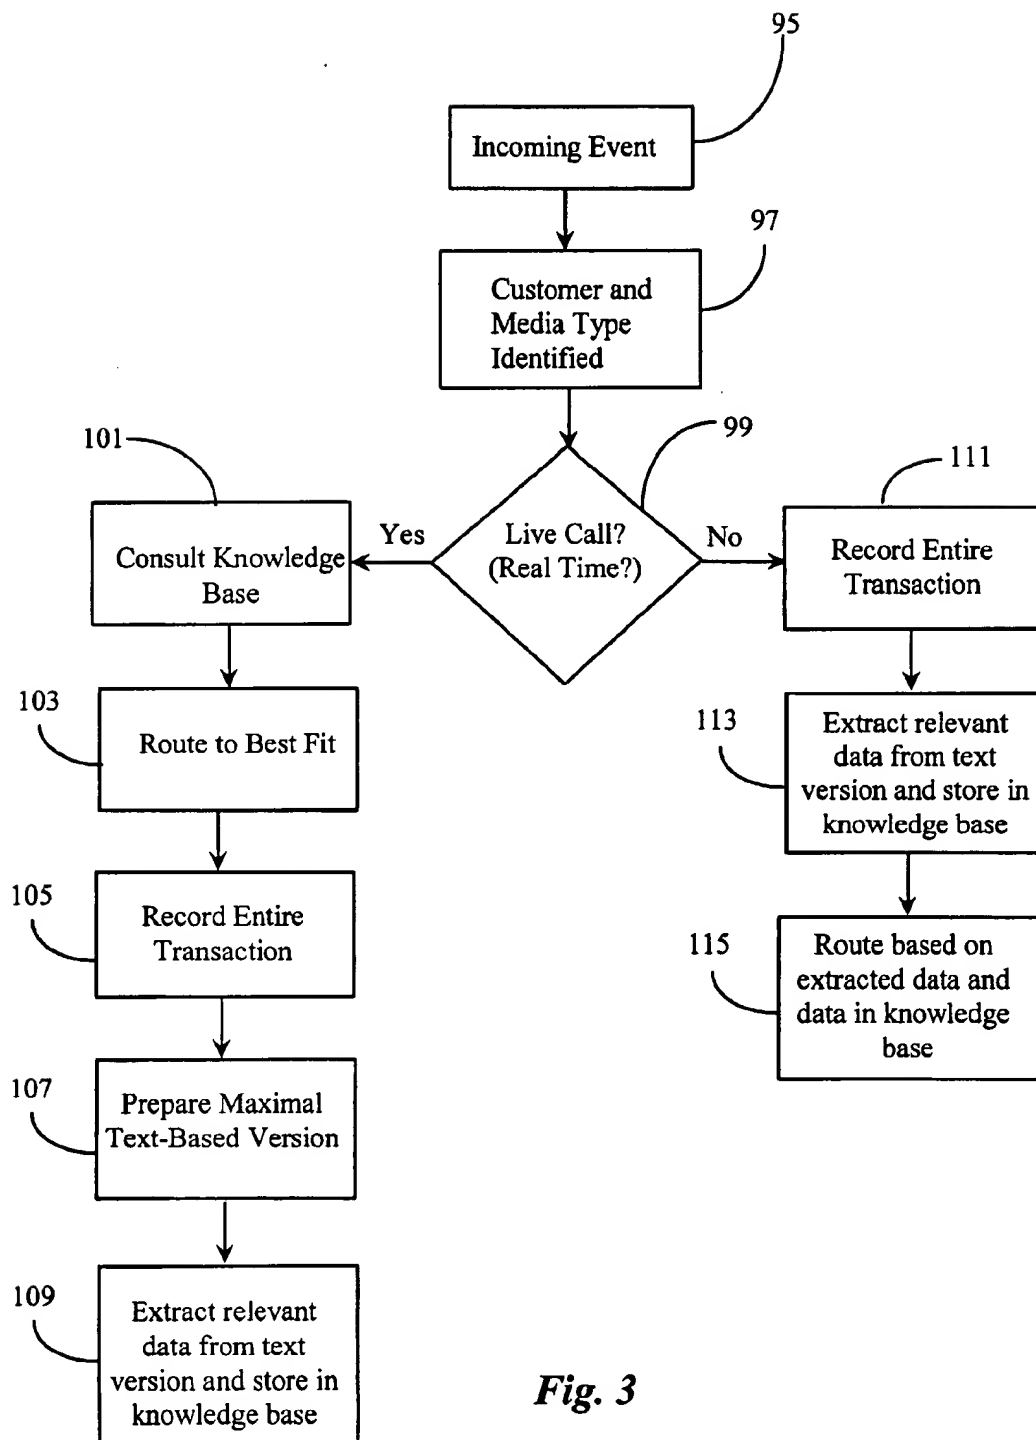 95
Incoming Event
97
Customer and
Media Type
Identified
99
Live Call?
(Real Time?)
Yes
No
101
Consult Knowledge
Base
103
Route to Best Fit
105
Record Entire
Transaction
107
Prepare Maximal
Text-Based Version
109
Extract relevant
data from text
version and store in
knowledge base
111
Record Entire
Transaction
113
Extract relevant
data from text
version and store in
knowledge base
115
Route based on
extracted data and
data in knowledge
base
Fig. 3